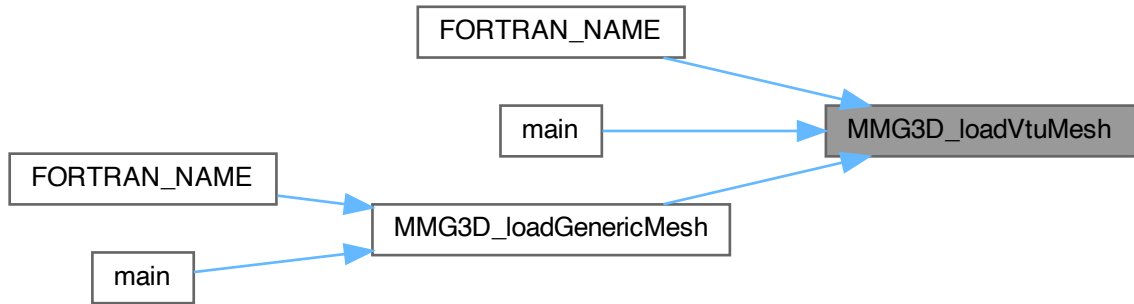 FORTRAN_NAME
main
MMG3D_loadVtuMesh
FORTRAN_NAME
MMG3D_loadGenericMesh
main